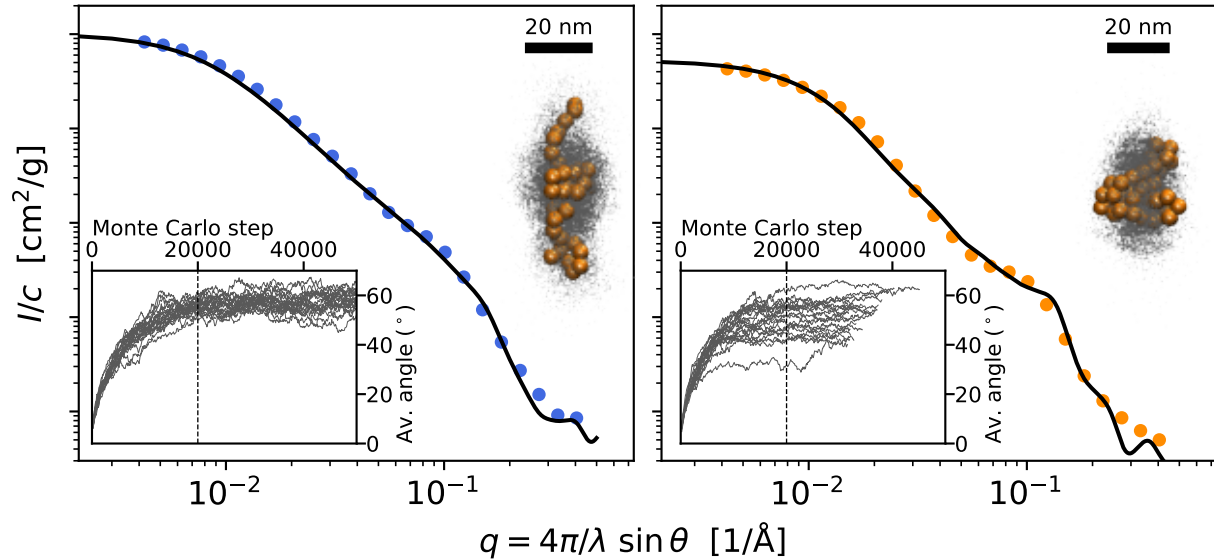 20 nm
20 nm
I/c [cm²/g]
Monte Carlo step
0 20000 40000
60
40
20
0
Av. angle (°)
Monte Carlo step
0 20000 40000
60
40
20
0
Av. angle (°)
10⁻² 10⁻¹
10⁻² 10⁻¹
q = 4π/λ sin θ [1/Å]